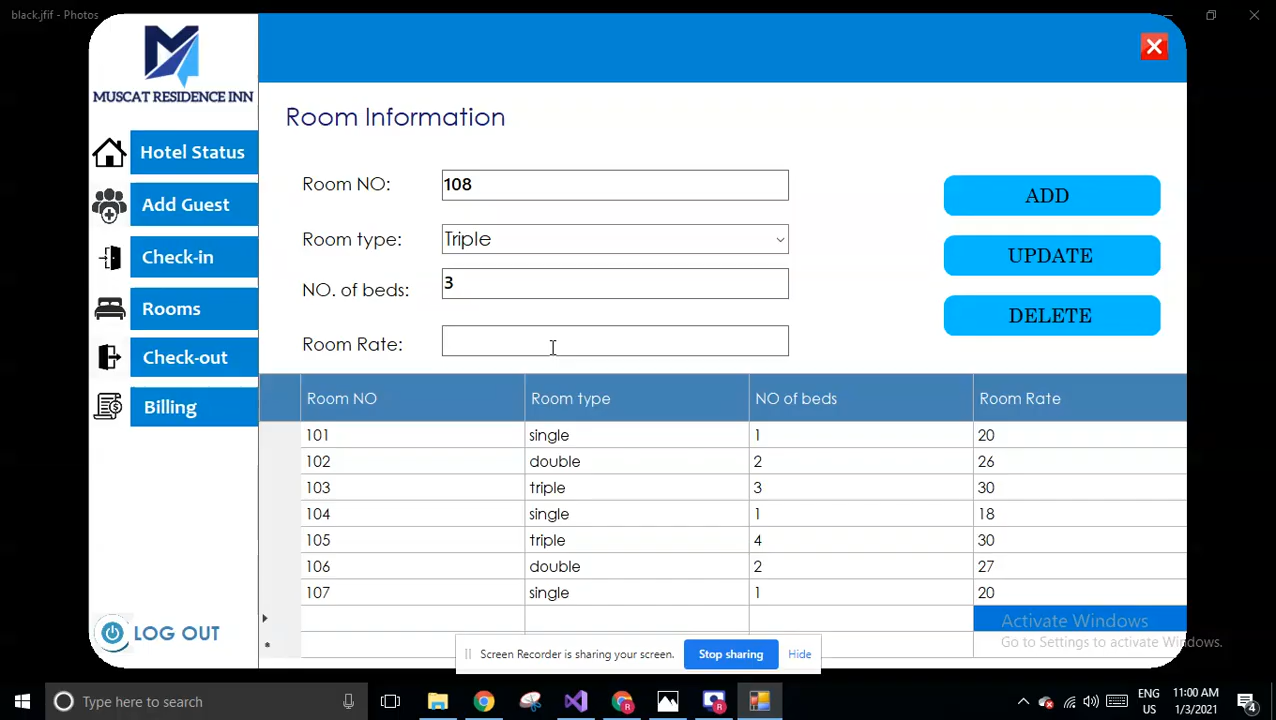 black.jfif - Photos
MUSCAT RESIDENCE INN
Hotel Status
Add Guest
Check-in
Rooms
Check-out
Billing
LOG OUT
Room Information
Room NO: 108
Room type: Triple
NO. of beds: 3
Room Rate:
ADD
UPDATE
DELETE
Room NO Room type NO of beds Room Rate
101 single 1 20
102 double 2 26
103 triple 3 30
104 single 1 18
105 triple 4 30
106 double 2 27
107 single 1 20
Activate Windows
Go to Settings to activate Windows.
Screen Recorder is sharing your screen. Stop sharing Hide
Type here to search
ENG
US
11:00 AM
1/3/2021
4